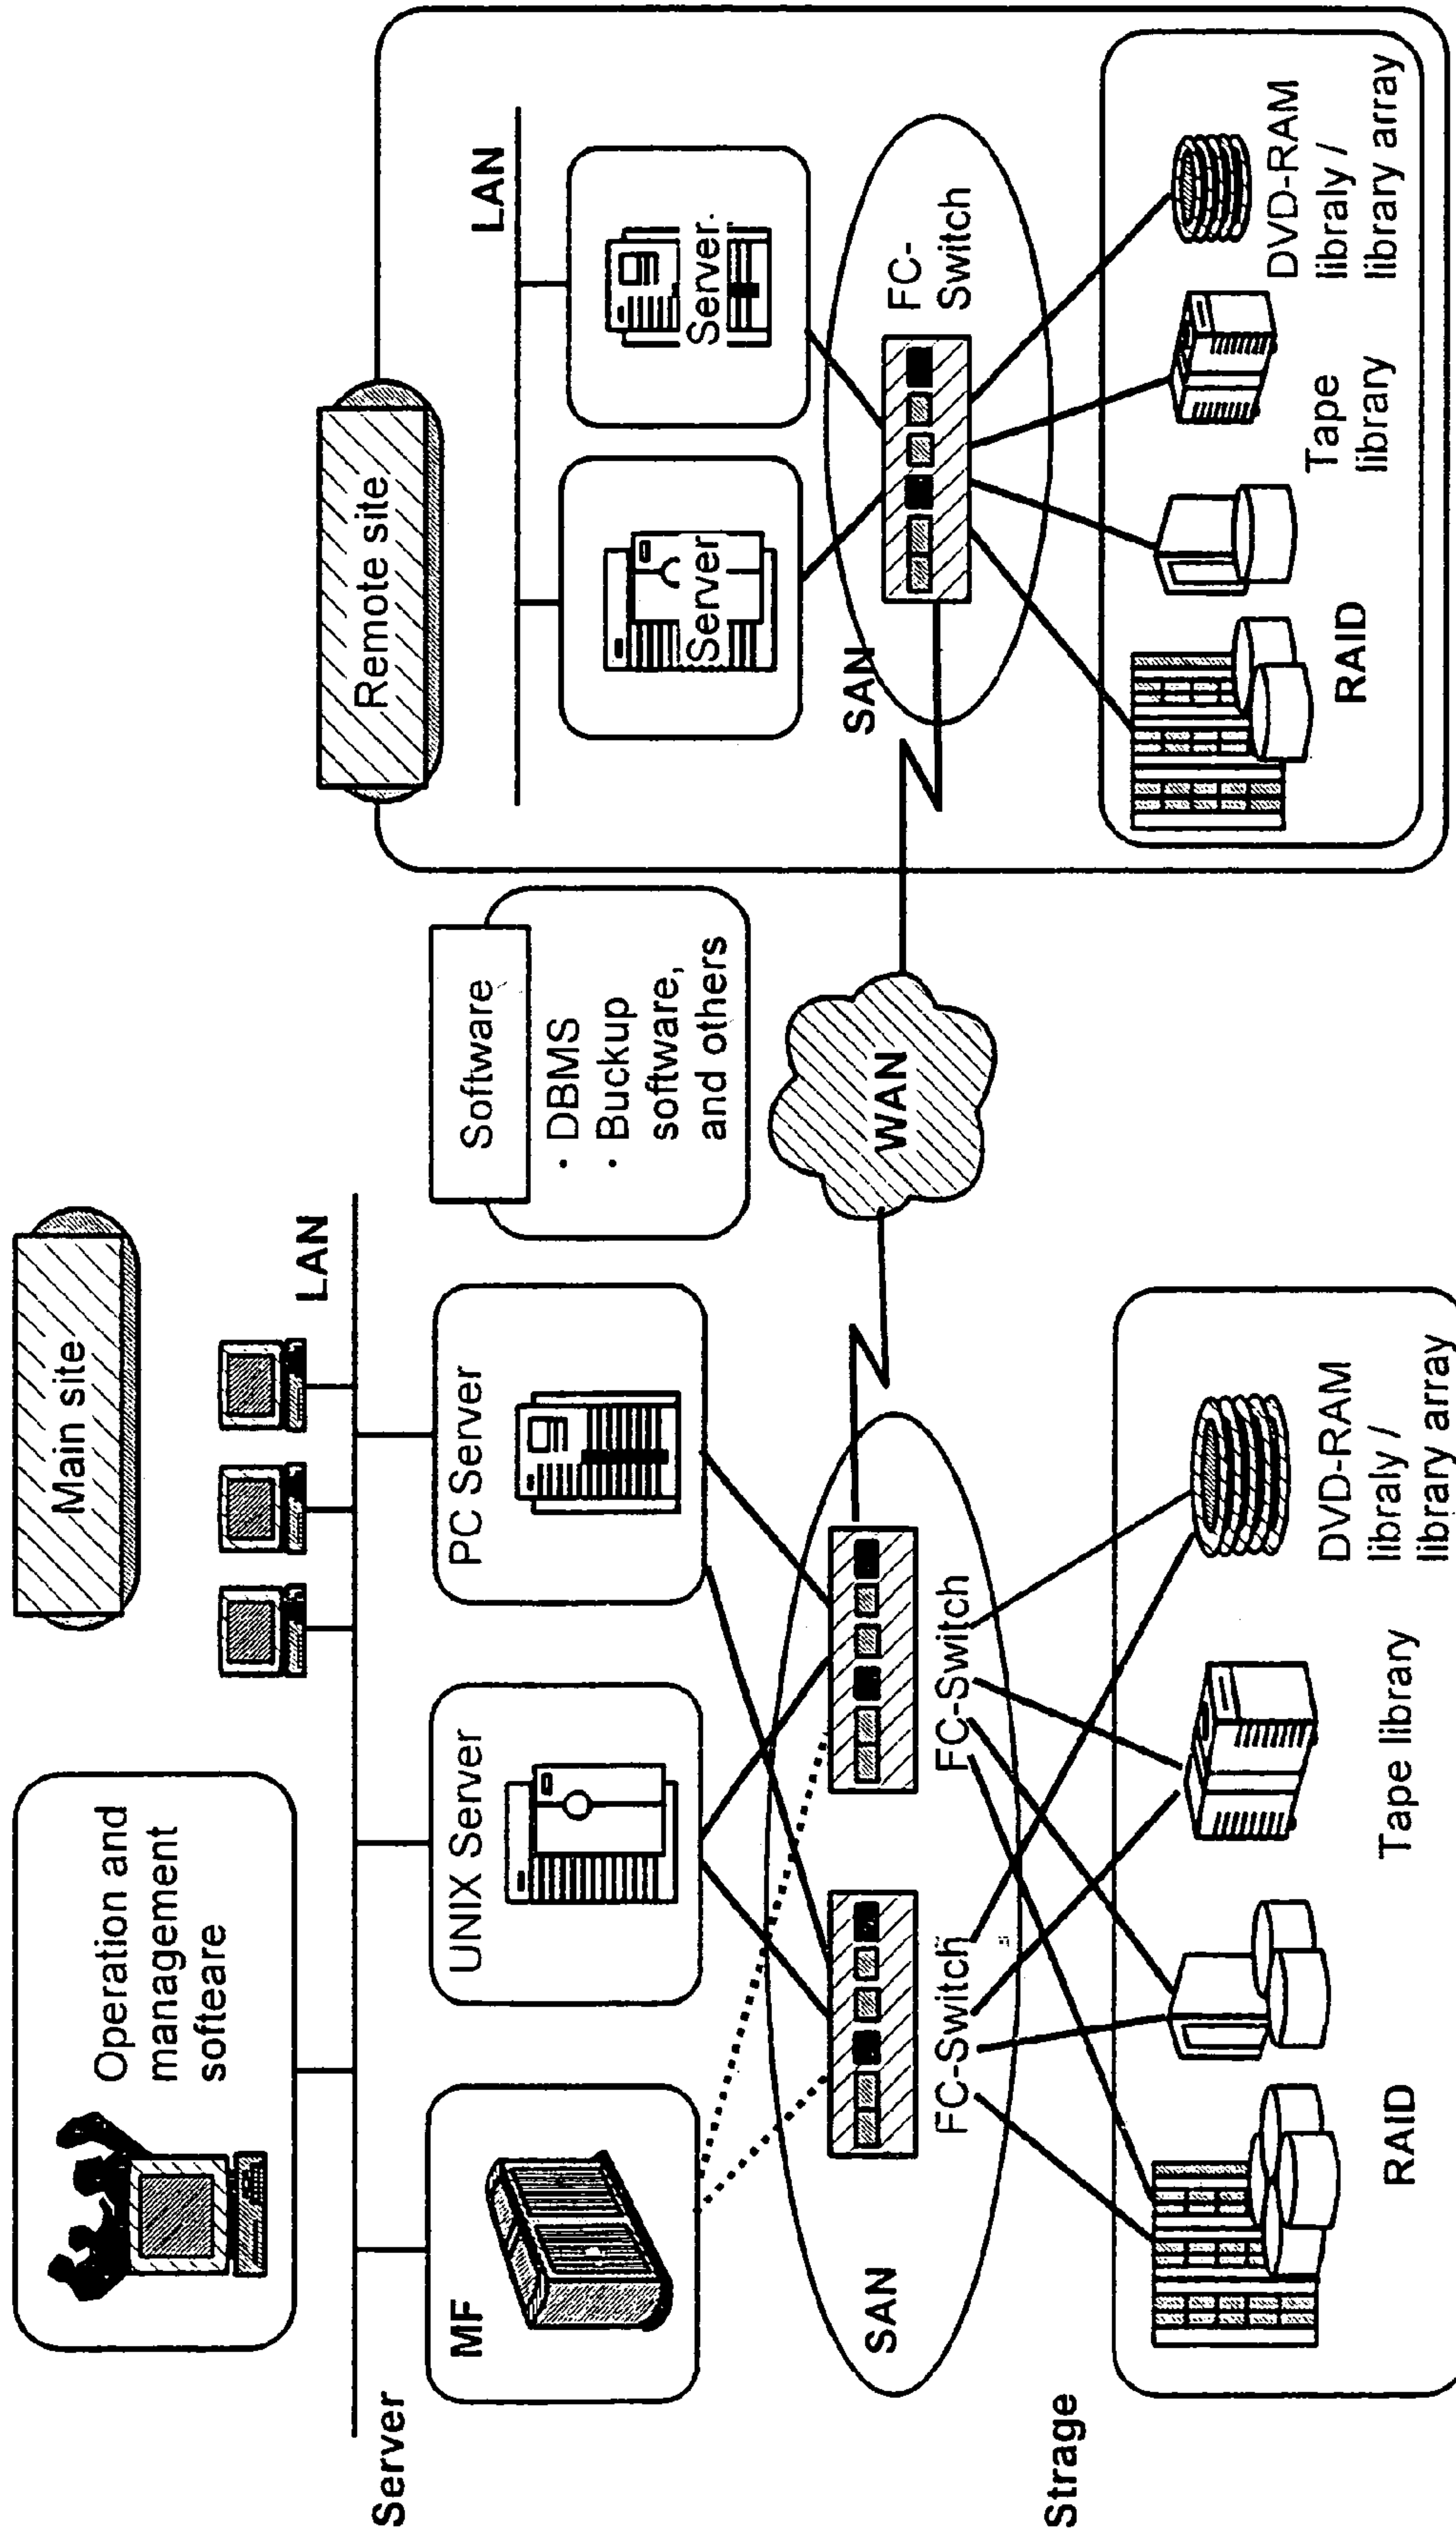 Main site
Operation and
management
softeare
LAN
Server
MF
UNIX Server
PC Server
Software
· DBMS
· Buckup
software,
and others
SAN
FC-Switch
FC-Switch
WAN
Strage
RAID
Tape library
DVD-RAM
libraly /
library array
Remote site
LAN
Server
Server
SAN
FC-
Switch
RAID
Tape
library
DVD-RAM
libraly /
library array